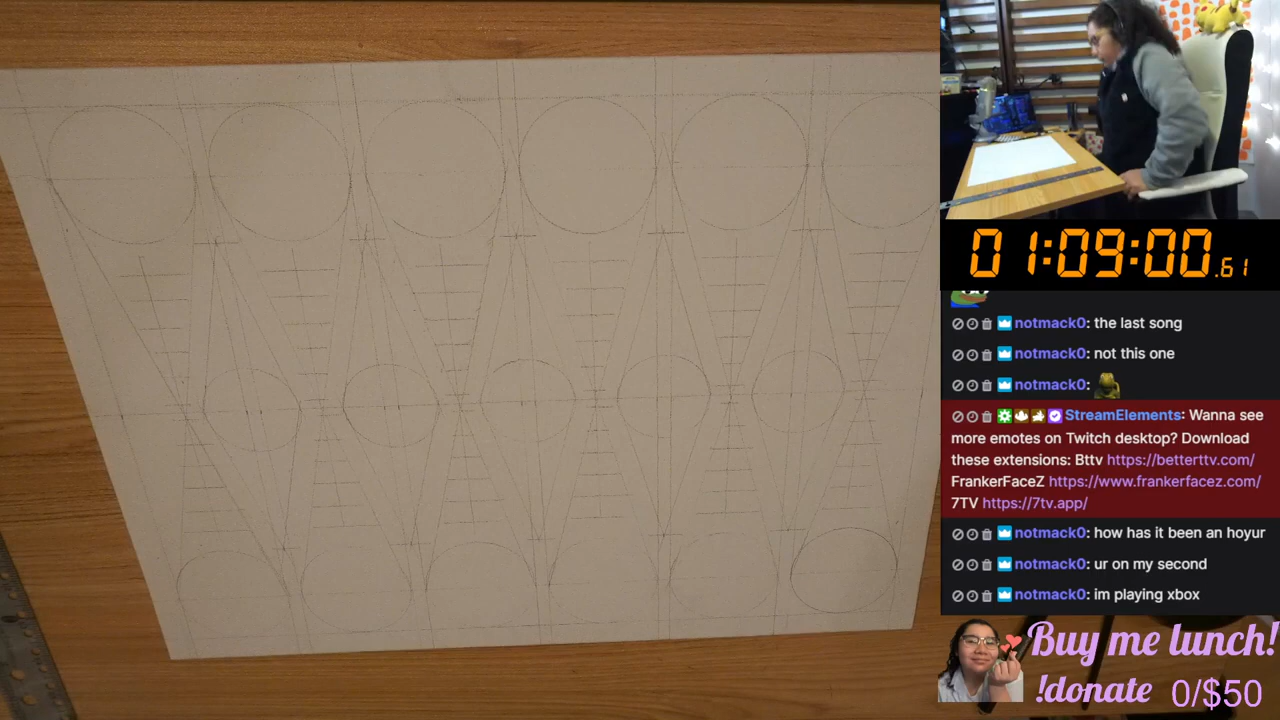 01:09:00.61
notmack0: the last song
notmack0: not this one
notmack0:
StreamElements: Wanna see
more emotes on Twitch desktop? Download
these extensions: Bttv https://betterttv.com/
FrankerFaceZ https://www.frankerfacez.com/
7TV https://7tv.app/
notmack0: how has it been an hoyur
notmack0: ur on my second
notmack0: im playing xbox
Buy me lunch!
!donate 0/$50